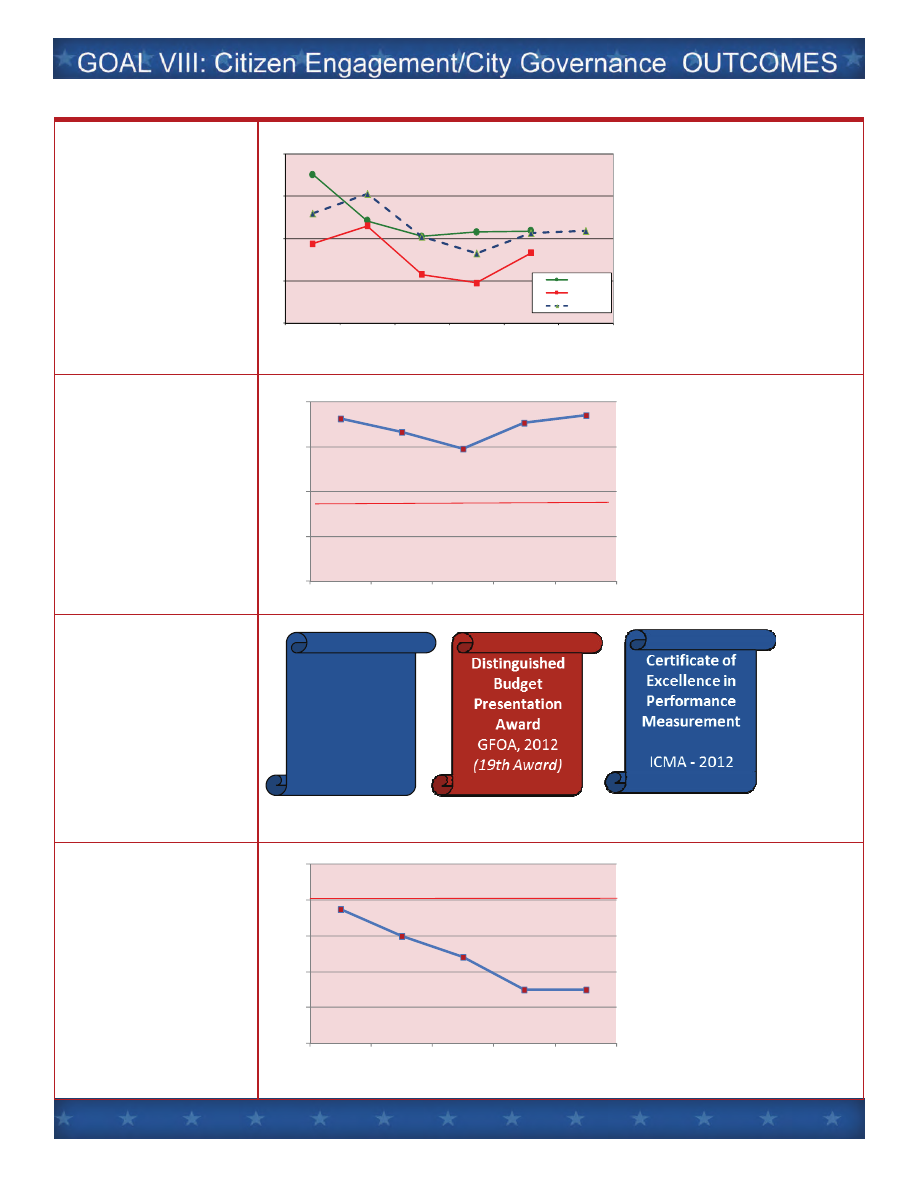 GOAL VIII: Citizen Engagement/City Governance OUTCOMES
Distinguished
Budget
Presentation
Award
GFOA, 2012
(19th Award)
Certificate of
Excellence in
Performance
Measurement
ICMA - 2012